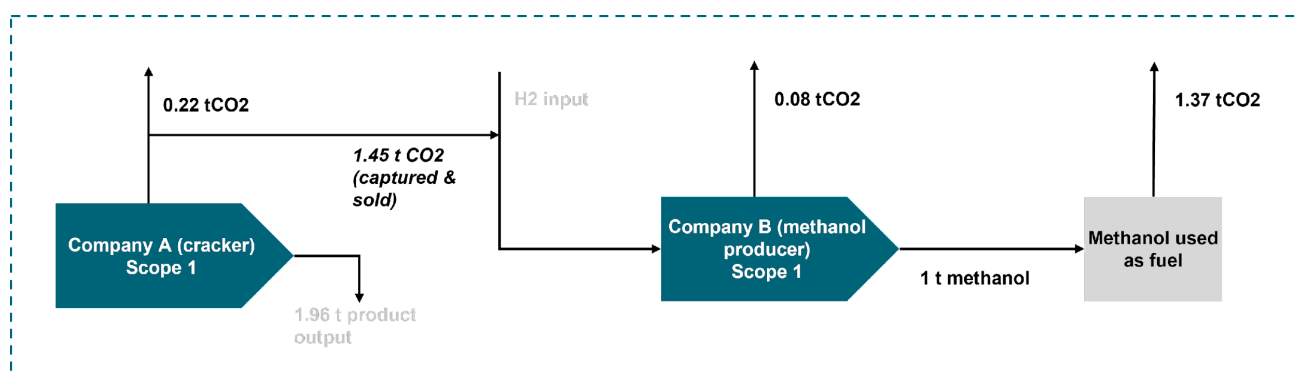 0.22 tCO2
H2 input
0.08 tCO2
1.37 tCO2
1.45 t CO2
(captured &
sold)
Company A (cracker)
Scope 1
Company B (methanol
producer)
Scope 1
Methanol used
as fuel
1 t methanol
1.96 t product
output